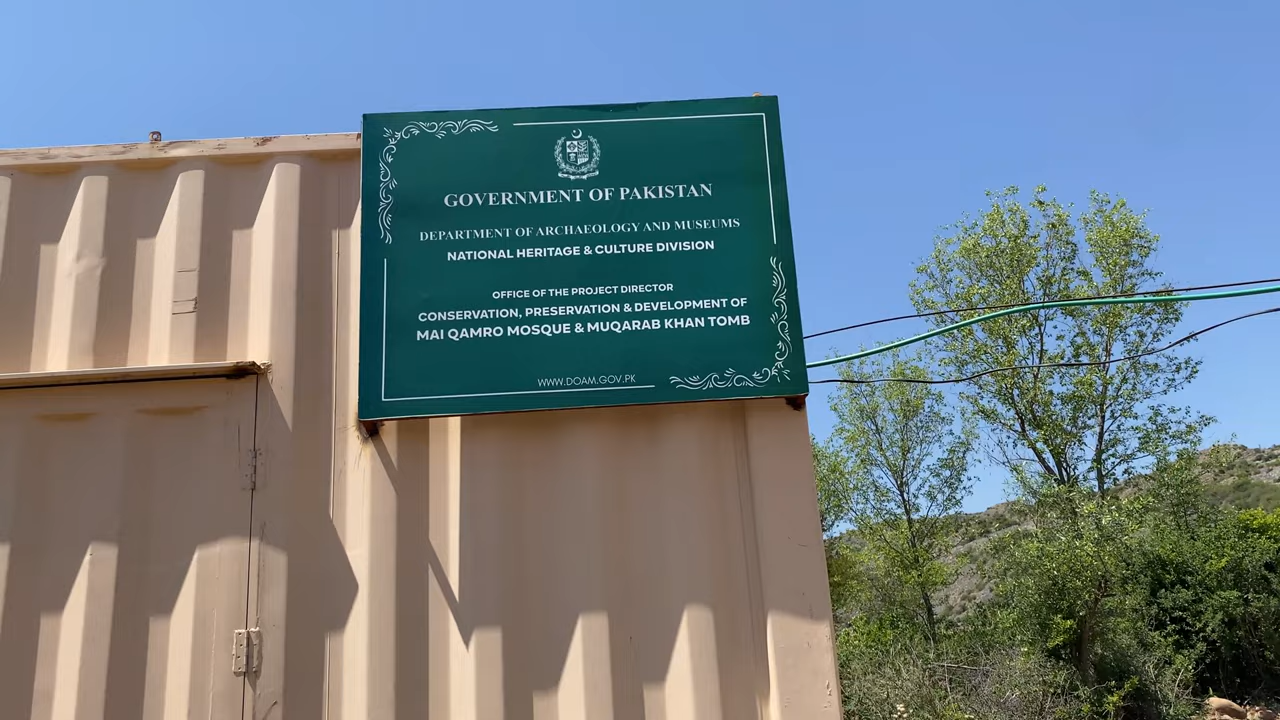 GOVERNMENT OF PAKISTAN
DEPARTMENT OF ARCHAEOLOGY AND MUSEUMS
NATIONAL HERITAGE & CULTURE DIVISION
OFFICE OF THE PROJECT DIRECTOR
CONSERVATION, PRESERVATION & DEVELOPMENT OF
MAI QAMRO MOSQUE & MUQARAB KHAN TOMB
WWW.DOAM.GOV.PK